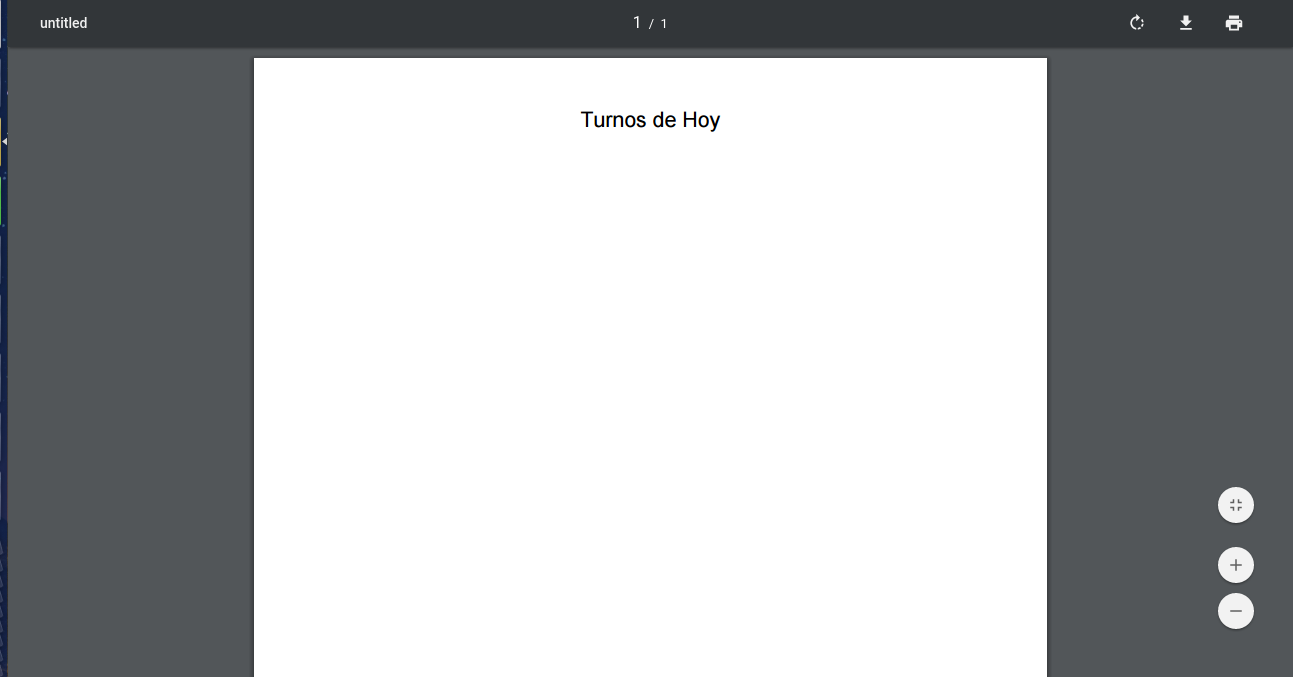 untitled
1 / 1
Turnos de Hoy